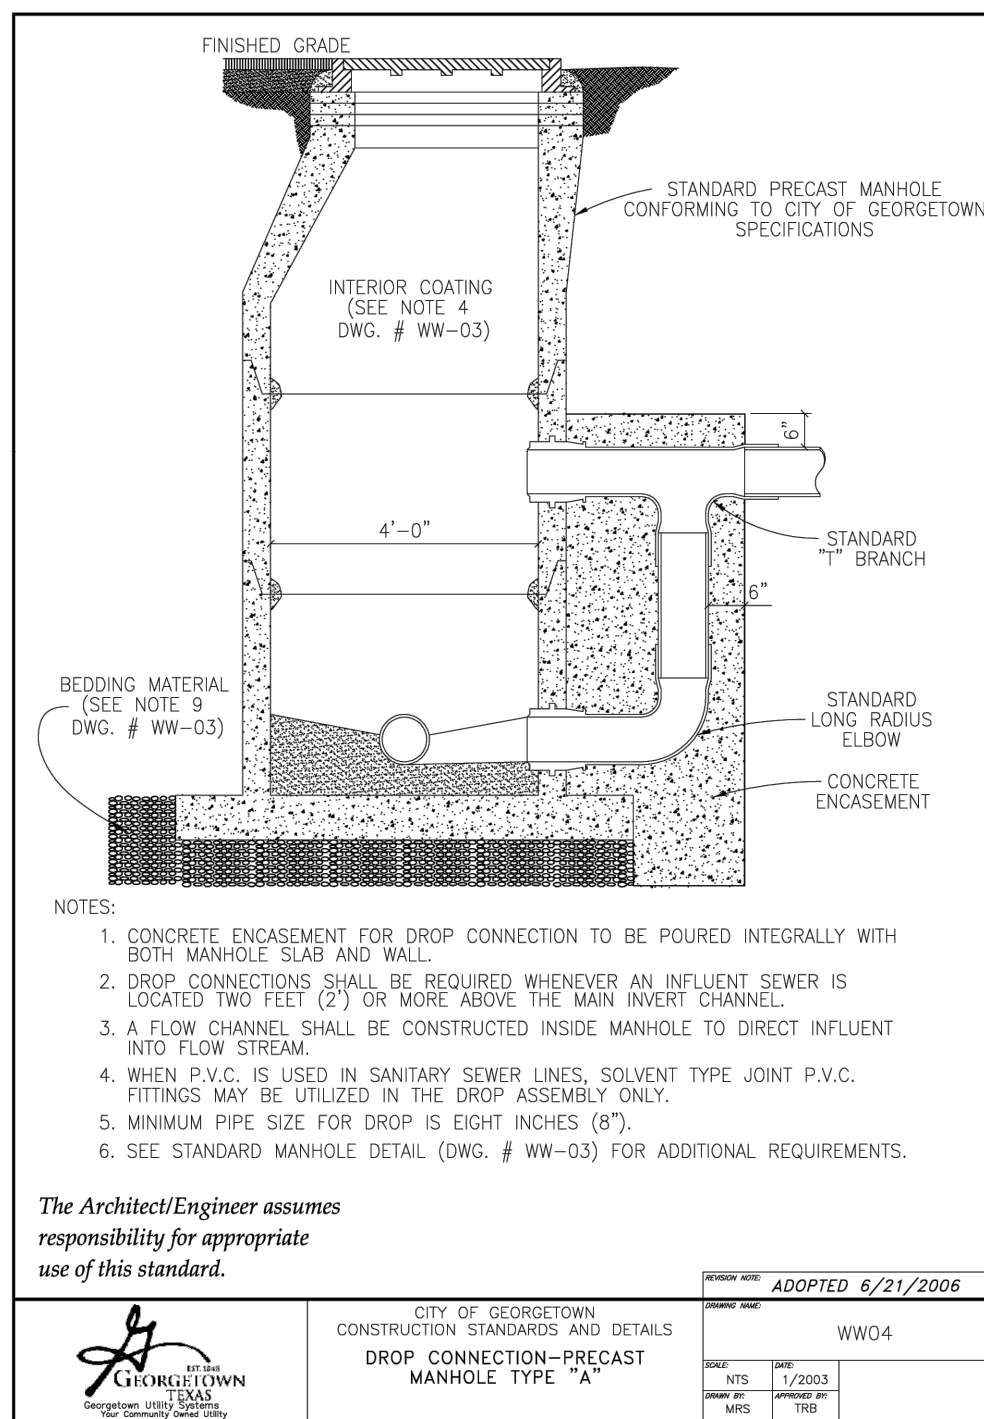 FINISHED GRADE
STANDARD PRECAST MANHOLE
CONFORMING TO CITY OF GEORGETOWN
SPECIFICATIONS
INTERIOR COATING
(SEE NOTE 4
DWG. # WW-03)
6"
4'-0"
STANDARD
"T" BRANCH
6"
BEDDING MATERIAL
(SEE NOTE 9
DWG. # WW-03)
STANDARD
LONG RADIUS
ELBOW
CONCRETE
ENCASEMENT
NOTES:
1. CONCRETE ENCASEMENT FOR DROP CONNECTION TO BE POURED INTEGRALLY WITH
BOTH MANHOLE SLAB AND WALL.
2. DROP CONNECTIONS SHALL BE REQUIRED WHENEVER AN INFLUENT SEWER IS
LOCATED TWO FEET (2') OR MORE ABOVE THE MAIN INVERT CHANNEL.
3. A FLOW CHANNEL SHALL BE CONSTRUCTED INSIDE MANHOLE TO DIRECT INFLUENT
INTO FLOW STREAM.
4. WHEN P.V.C. IS USED IN SANITARY SEWER LINES, SOLVENT TYPE JOINT P.V.C.
FITTINGS MAY BE UTILIZED IN THE DROP ASSEMBLY ONLY.
5. MINIMUM PIPE SIZE FOR DROP IS EIGHT INCHES (8").
6. SEE STANDARD MANHOLE DETAIL (DWG. # WW-03) FOR ADDITIONAL REQUIREMENTS.
The Architect/Engineer assumes
responsibility for appropriate
use of this standard.
REVISION NOTE: ADOPTED 6/21/2006
G
EST. 1848
GEORGETOWN
TEXAS
Georgetown Utility Systems
Your Community Owned Utility
CITY OF GEORGETOWN
CONSTRUCTION STANDARDS AND DETAILS
DROP CONNECTION-PRECAST
MANHOLE TYPE "A"
DRAWING NAME:
WW04
SCALE: DATE:
NTS 1/2003
DRAWN BY: APPROVED BY:
MRS TRB